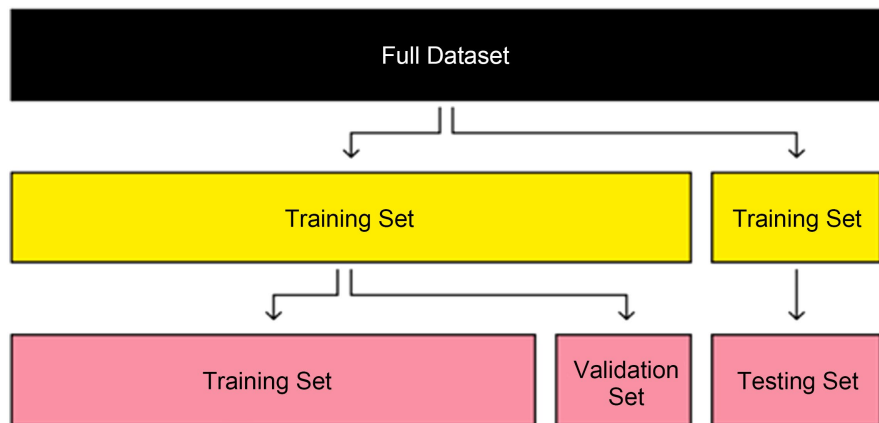 Full Dataset
Training Set
Training Set
Training Set
Validation
Set
Testing Set